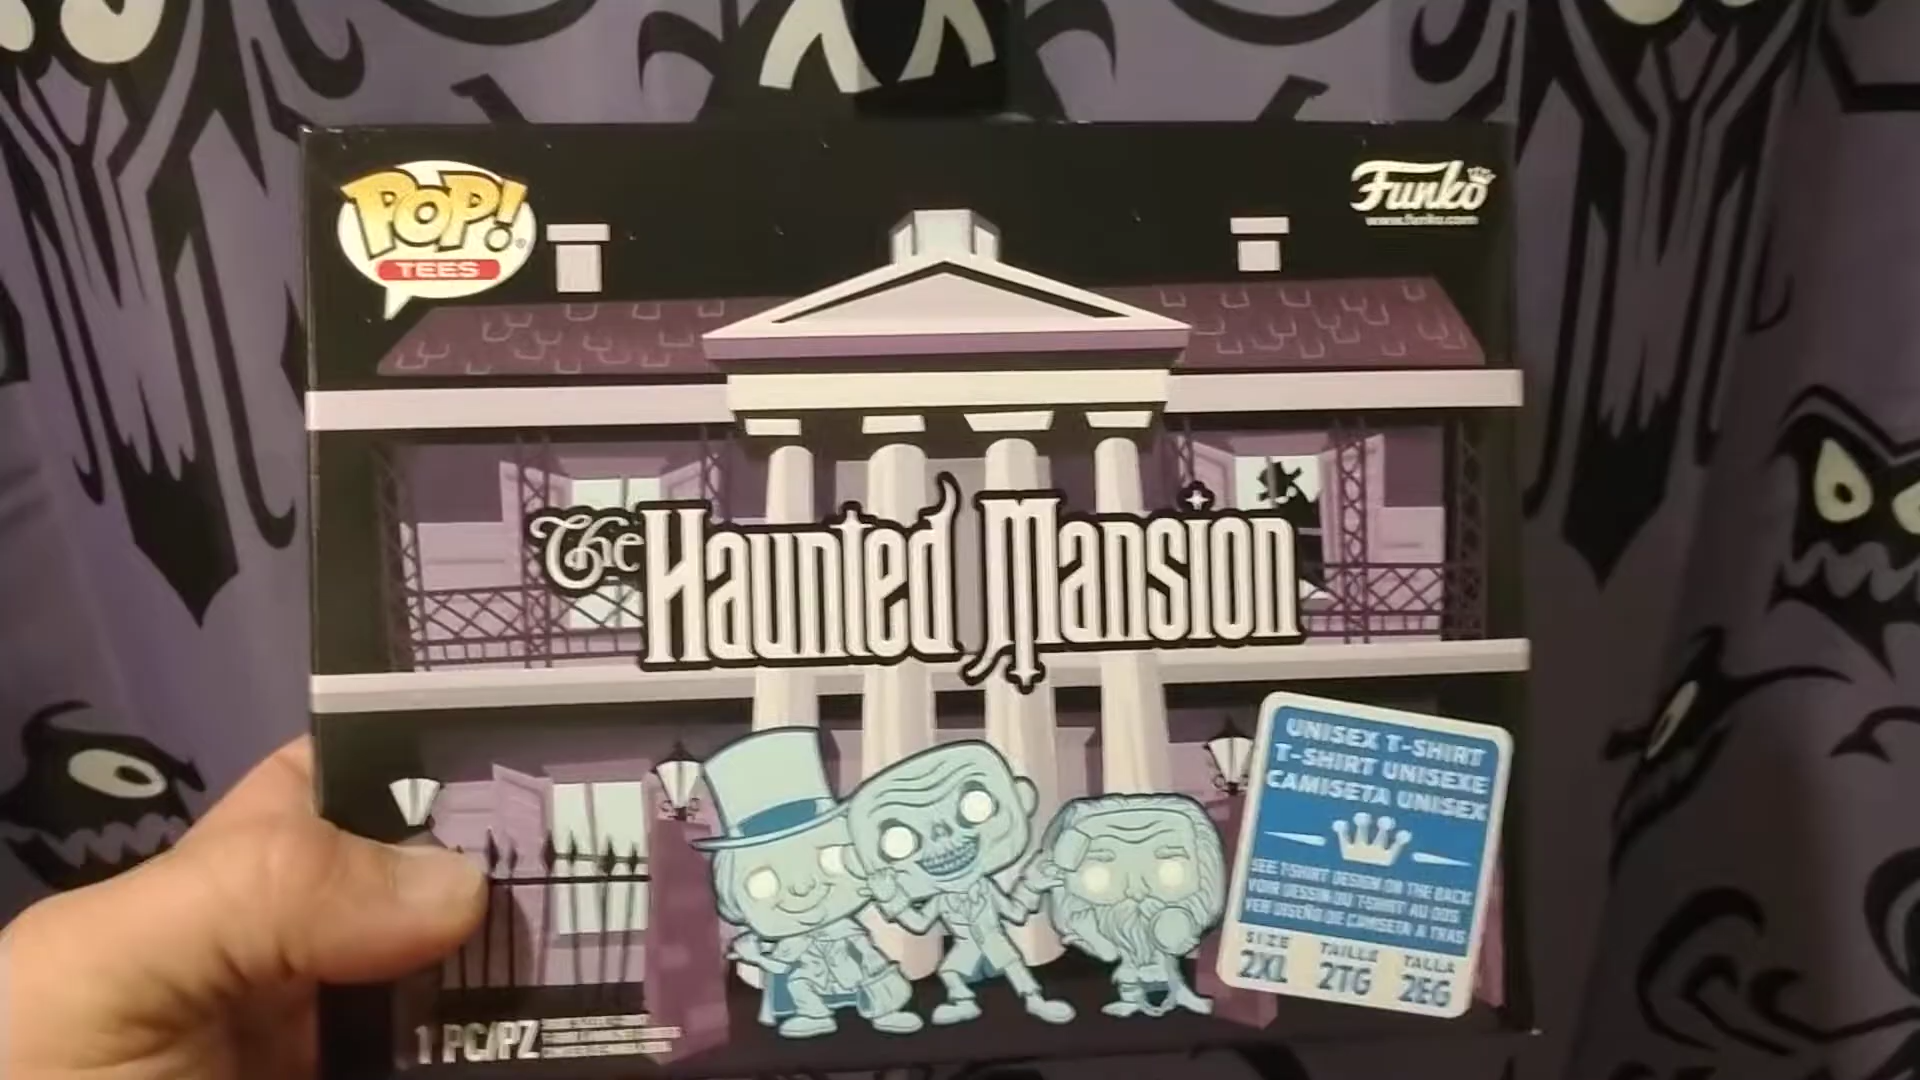 POP!
TEES
Funko
www.funko.com
The Haunted Mansion
UNISEX T-SHIRT
T-SHIRT UNISEXE
CAMISETA UNISEX
SEE T-SHIRT DESIGN ON THE BACK
VOIR DESSIN DU T-SHIRT AU DOS
VER DISEÑO DE CAMISETA ATRAS
SIZE TAILLE TALLA
2XL 2TG 2EG
1 PC/PZ